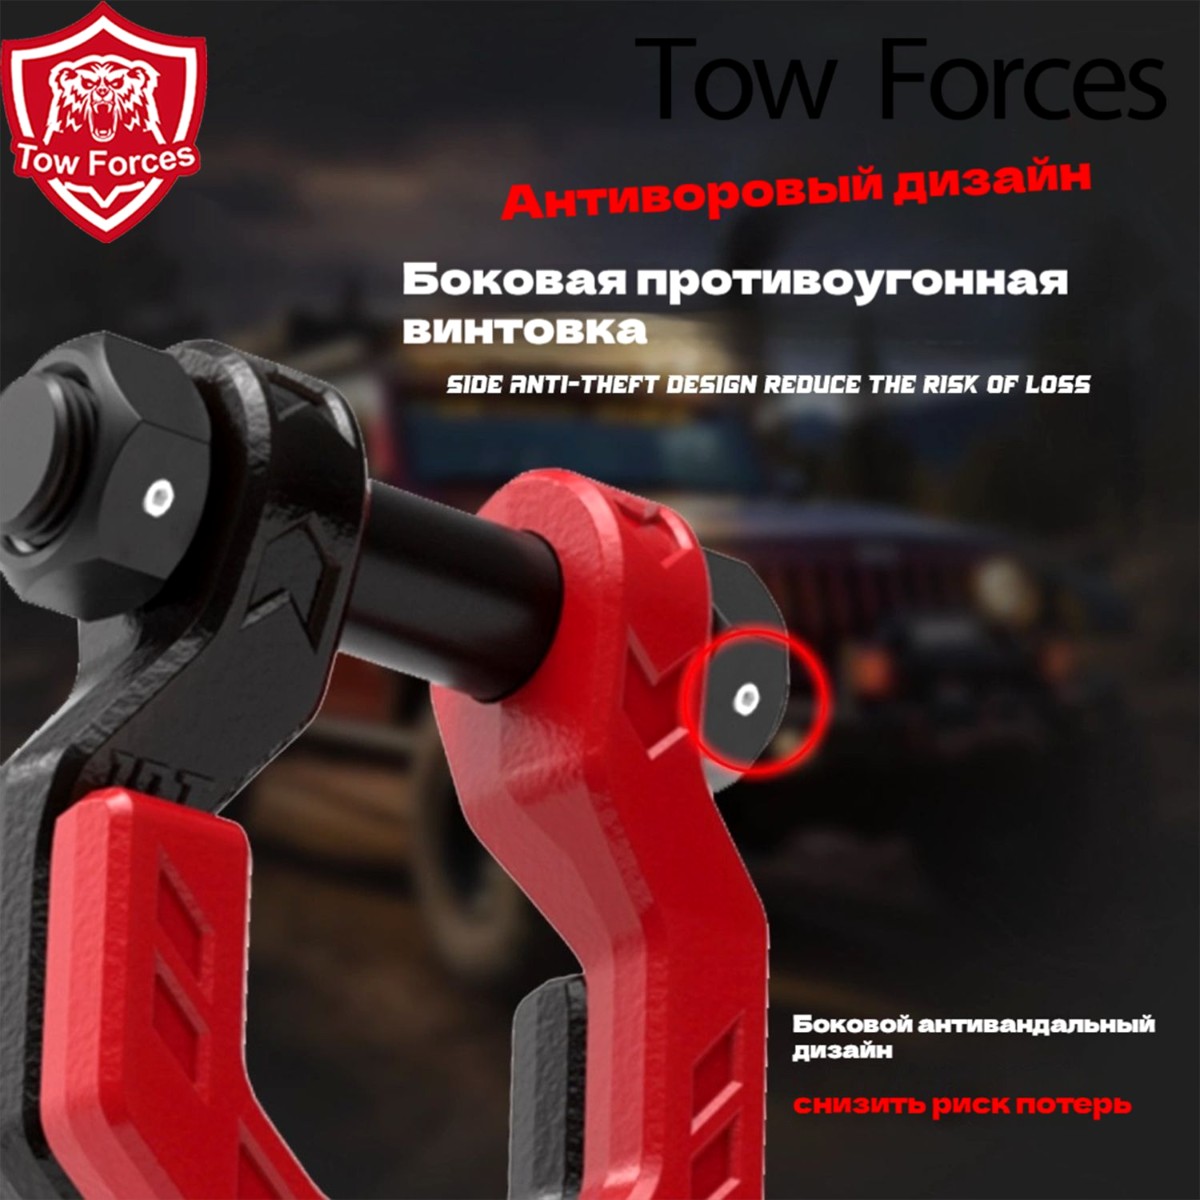 Tow Forces
Tow Forces
Антиворовый дизайн
Боковая противоугонная
винтовка
SIDE ANTI-THEFT DESIGN REDUCE THE RISK OF LOSS
Боковой антивандальный
дизайн
снизить риск потерь